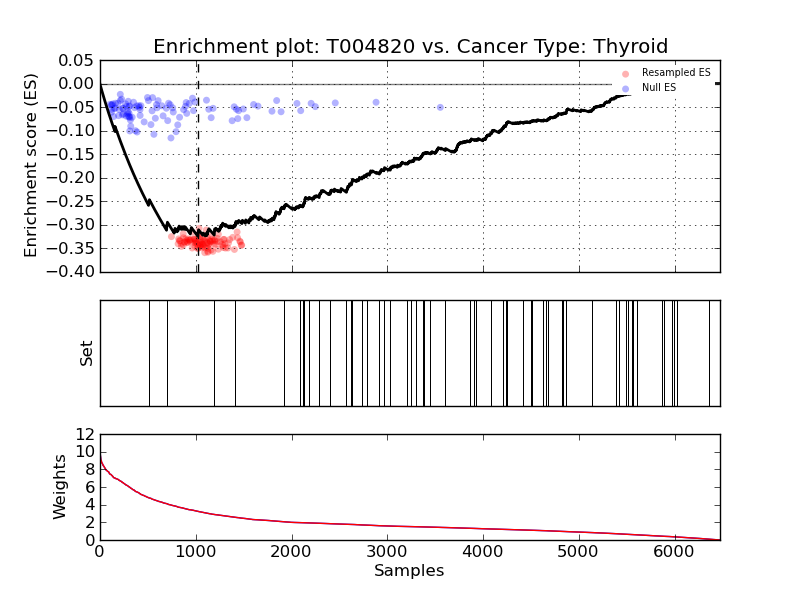 Enrichment plot: T004820 vs. Cancer Type: Thyroid
Enrichment score (ES)
0.05
0.00
−0.05
−0.10
−0.15
−0.20
−0.25
−0.30
−0.35
−0.40
Resampled ES
Null ES
Set
Weights
12
10
8
6
4
2
0
0 1000 2000 3000 4000 5000 6000
Samples